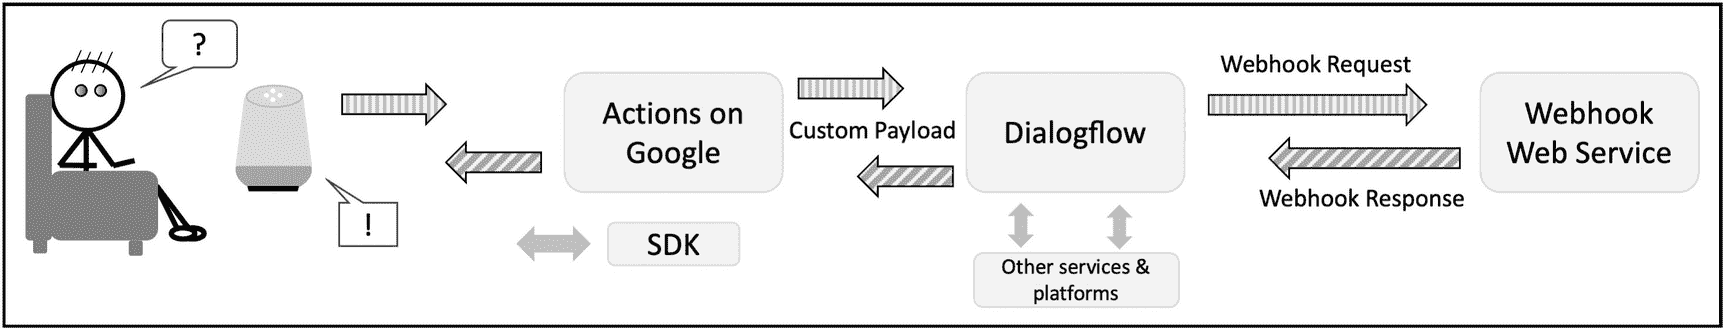 ?
!
Actions on
Google
SDK
Custom Payload
Dialogflow
Other services &
platforms
Webhook Request
Webhook Response
Webhook
Web Service